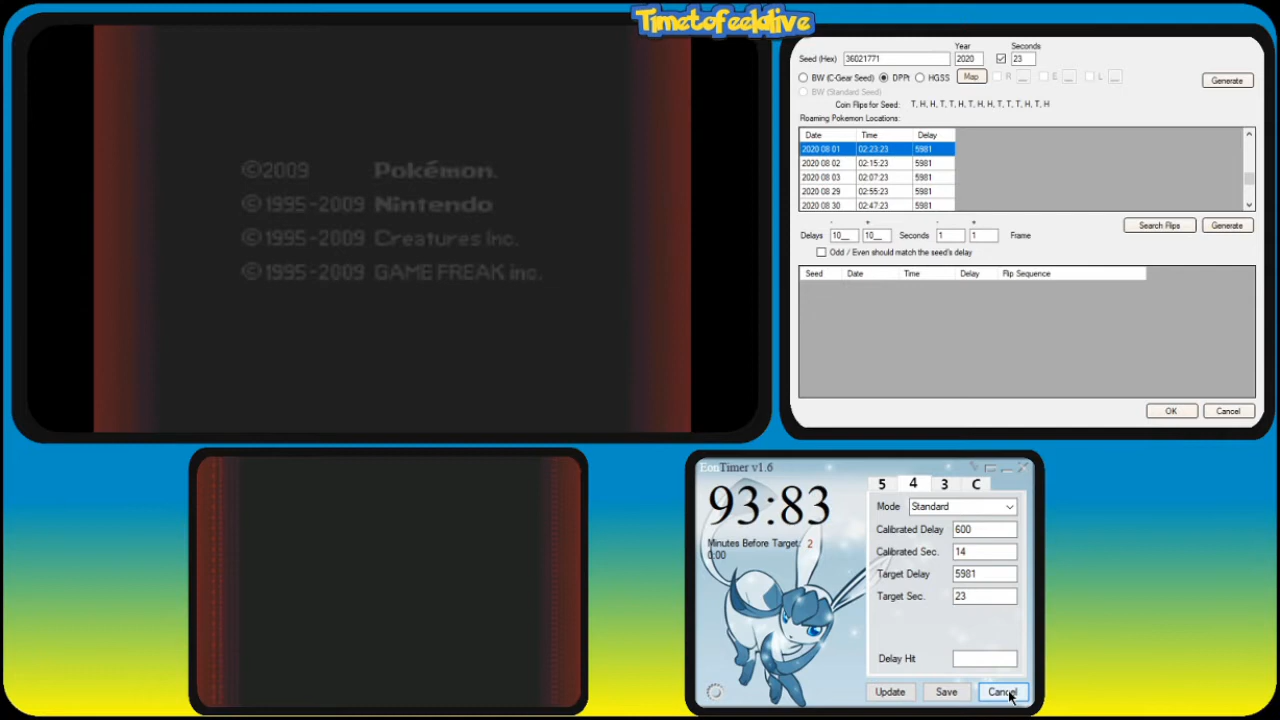 Timetofeelalive
©2009 Pokémon.
©1995-2009 Nintendo
©1995-2009 Creatures Inc.
©1995-2009 GAME FREAK inc.
Year Seconds
Seed (Hex) 36021771 2020 23
BW (C-Gear Seed) DPPt HGSS Map R __ E __ L __ Generate
BW (Standard Seed)
Coin Flips for Seed: T, H, H, T, T, H, T, H, H, T, T, T, H, T, H
Roaming Pokemon Locations:
Date Time Delay
2020 08 01 02:23:23 5981
2020 08 02 02:15:23 5981
2020 08 03 02:07:23 5981
2020 08 29 02:55:23 5981
2020 08 30 02:47:23 5981
- + - +
Delays 10__ 10__ Seconds 1 1 Frame Search Flips Generate
Odd / Even should match the seed's delay
Seed Date Time Delay Flip Sequence
OK Cancel
EonTimer v1.6
93:83
Minutes Before Target: 2
0:00
5 4 3 C
Mode Standard
Calibrated Delay 600
Calibrated Sec. 14
Target Delay 5981
Target Sec. 23
Delay Hit
Update Save Cancel